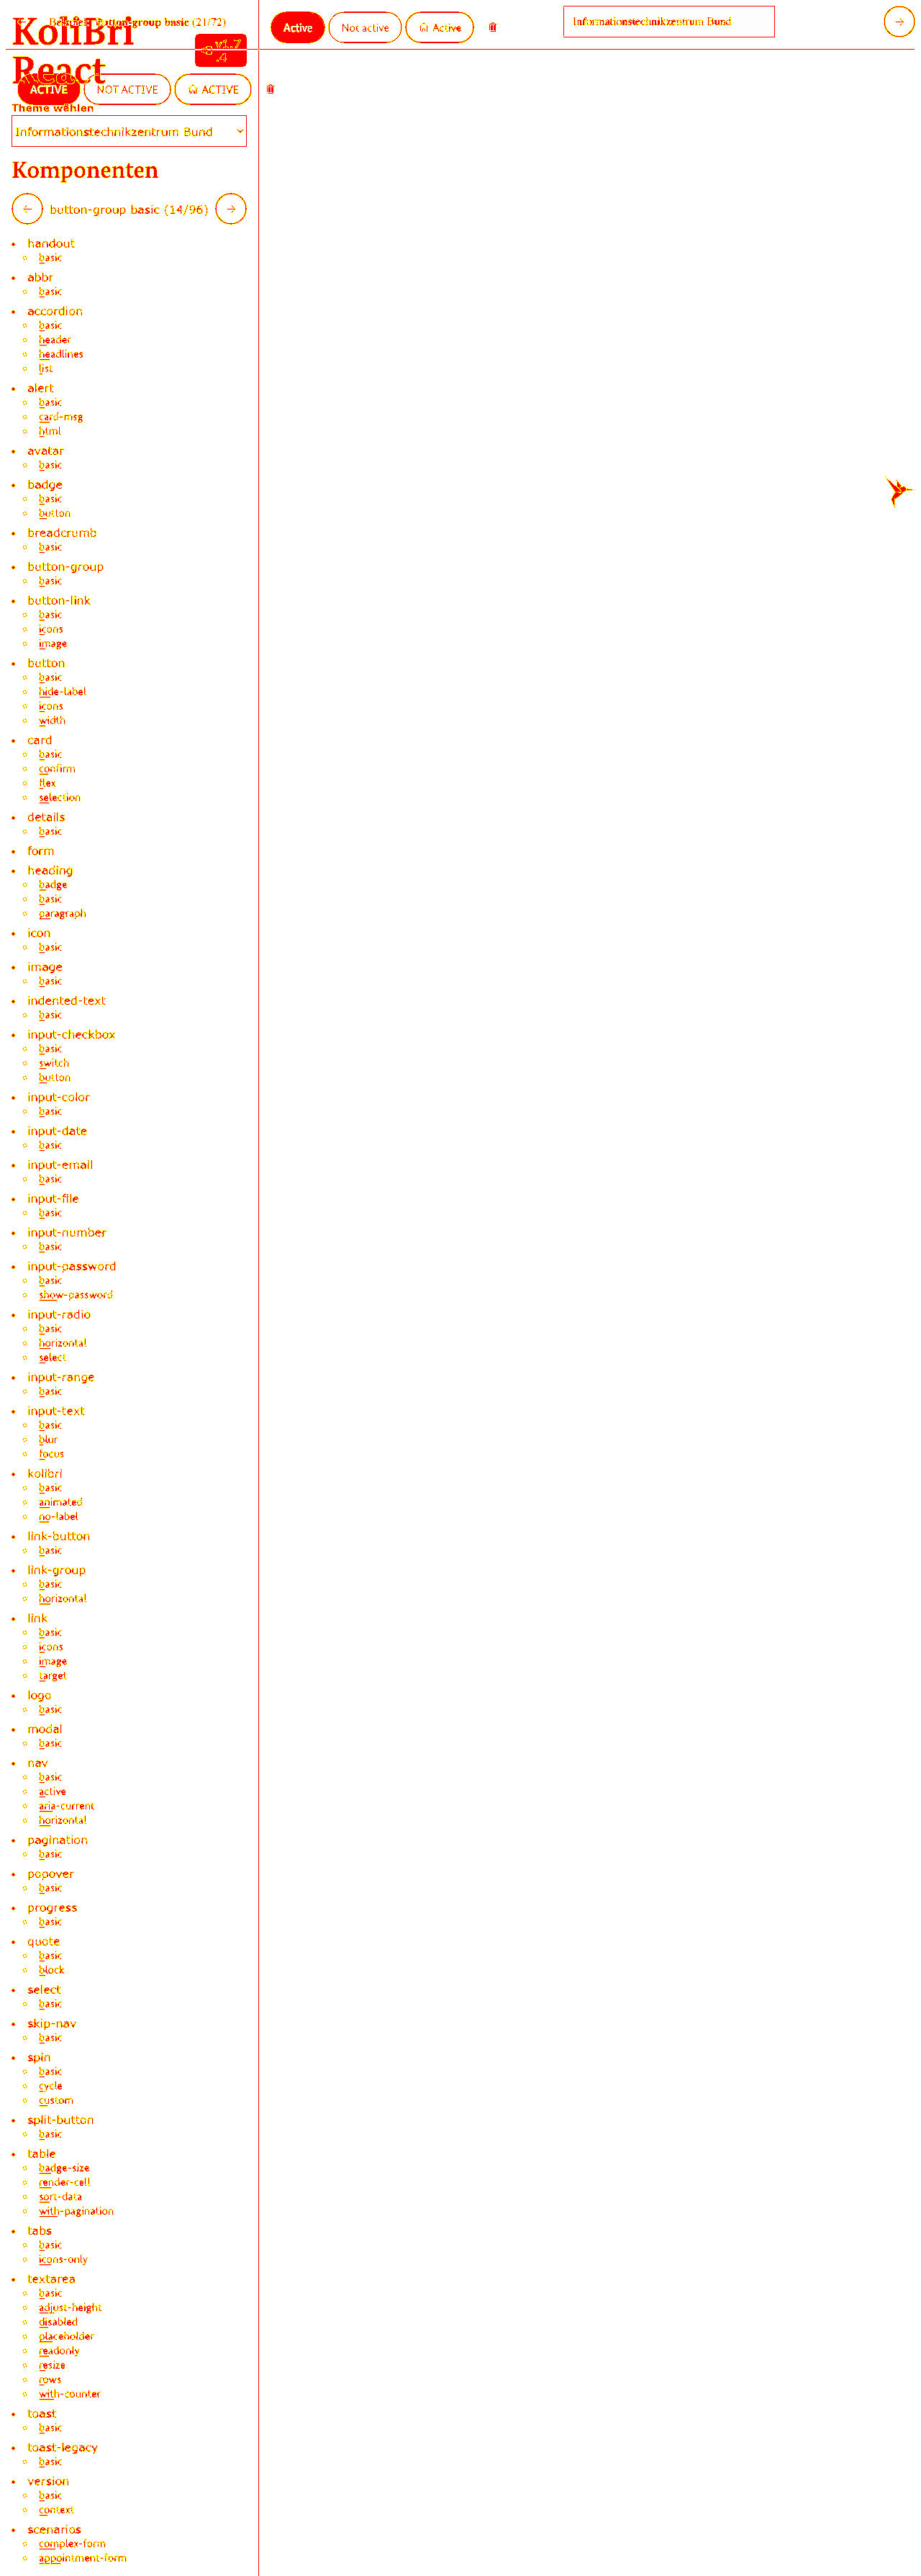 Beispiel: button-group basic (21/72)
Active Not active Active Informationstechnikzentrum Bund
KoliBri
React
v1.7
.4
ACTIVE NOT ACTIVE ACTIVE
Theme wählen
Informationstechnikzentrum Bund
Komponenten
button-group basic (14/96)
handout
basic
abbr
basic
accordion
basic
header
headlines
list
alert
basic
card-msg
html
avatar
basic
badge
basic
button
breadcrumb
basic
button-group
basic
button-link
basic
icons
image
button
basic
hide-label
icons
width
card
basic
confirm
flex
selection
details
basic
form
heading
badge
basic
paragraph
icon
basic
image
basic
indented-text
basic
input-checkbox
basic
switch
button
input-color
basic
input-date
basic
input-email
basic
input-file
basic
input-number
basic
input-password
basic
show-password
input-radio
basic
horizontal
select
input-range
basic
input-text
basic
blur
focus
kolibri
basic
animated
no-label
link-button
basic
link-group
basic
horizontal
link
basic
icons
image
target
logo
basic
modal
basic
nav
basic
active
aria-current
horizontal
pagination
basic
popover
basic
progress
basic
quote
basic
block
select
basic
skip-nav
basic
spin
basic
cycle
custom
split-button
basic
table
badge-size
render-cell
sort-data
with-pagination
tabs
basic
icons-only
textarea
basic
adjust-height
disabled
placeholder
readonly
resize
rows
with-counter
toast
basic
toast-legacy
basic
version
basic
context
scenarios
complex-form
appointment-form